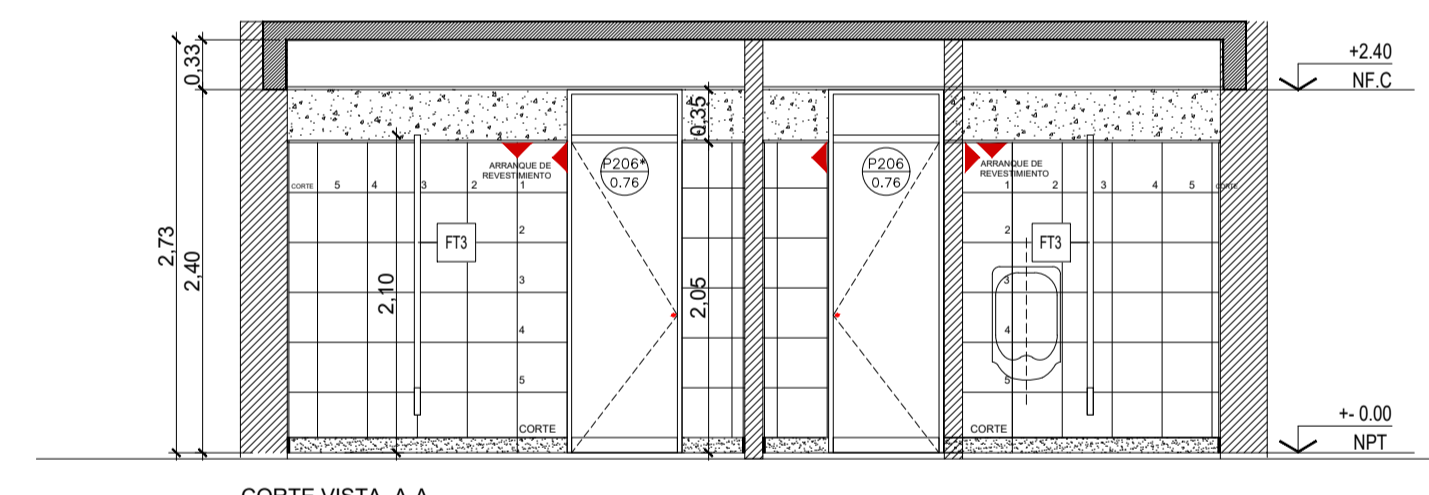 +2.40
NF.C
0,33
2,73
2,40
0,35
2,10
2,05
ARRANQUE DE
REVESTIMIENTO
CORTE 5 4 3 2 1
2
3
4
5
CORTE
FT3
P206*
0.76
P206
0.76
ARRANQUE DE
REVESTIMIENTO
1 2 3 4 5 CORTE
2
3
4
5
CORTE
FT3
+- 0.00
NPT
CORTE VISTA A-A